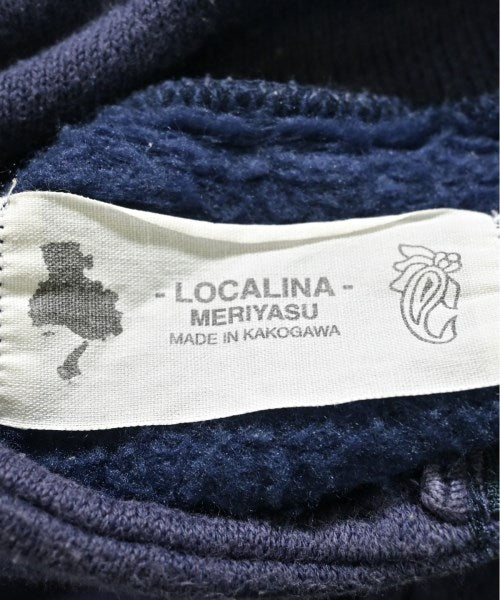 - LOCALINA -
MERIYASU
MADE IN KAKOGAWA